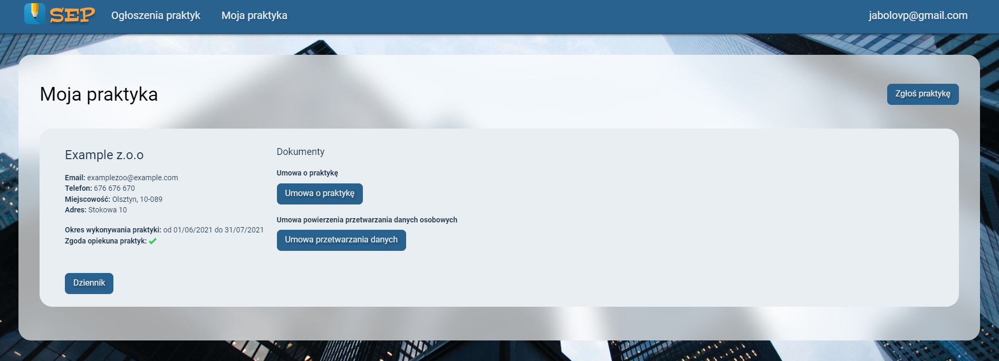 SEP
Ogłoszenia praktyk
Moja praktyka
jabolovp@gmail.com
Moja praktyka
Zgłoś praktykę
Example z.o.o
Email: examplezoo@example.com
Telefon: 676 676 670
Miejscowość: Olsztyn, 10-089
Adres: Stokowa 10
Okres wykonywania praktyki: od 01/06/2021 do 31/07/2021
Zgoda opiekuna praktyk:
Dziennik
Dokumenty
Umowa o praktykę
Umowa o praktykę
Umowa powierzenia przetwarzania danych osobowych
Umowa przetwarzania danych